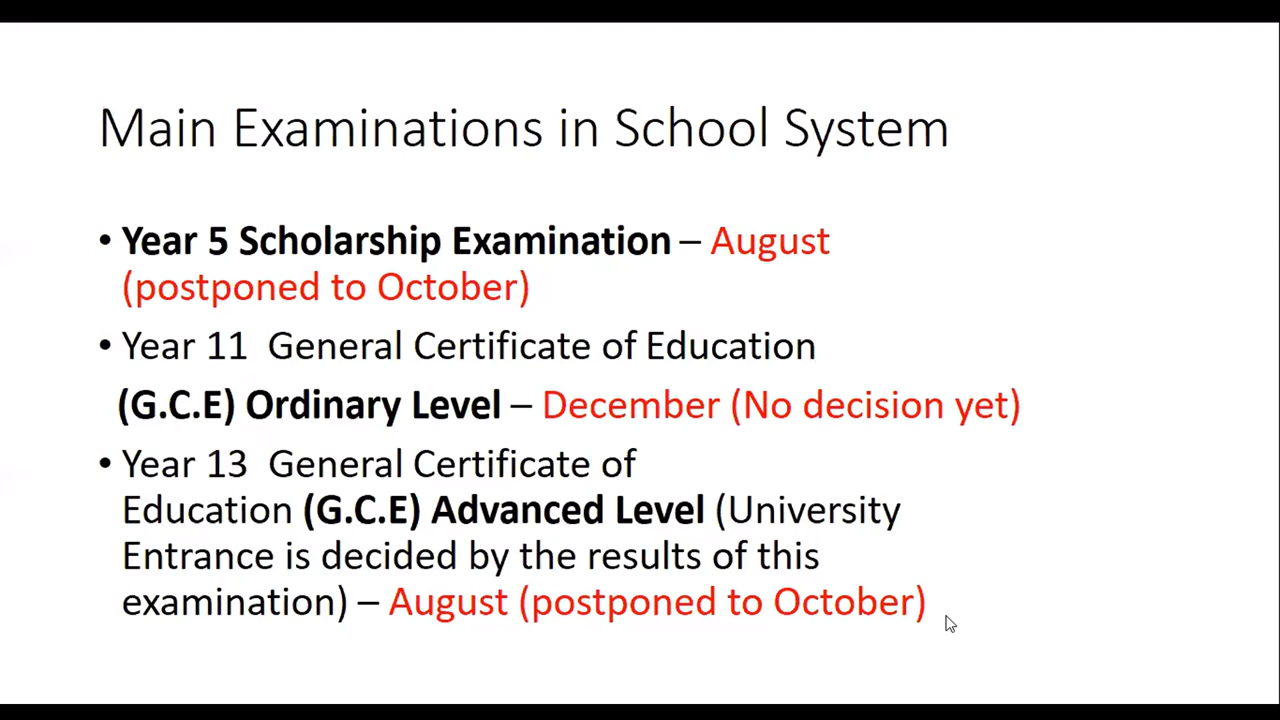 Main Examinations in School System
• Year 5 Scholarship Examination – August
(postponed to October)
• Year 11  General Certificate of Education
(G.C.E) Ordinary Level – December (No decision yet)
• Year 13  General Certificate of
Education (G.C.E) Advanced Level (University
Entrance is decided by the results of this
examination) – August (postponed to October)